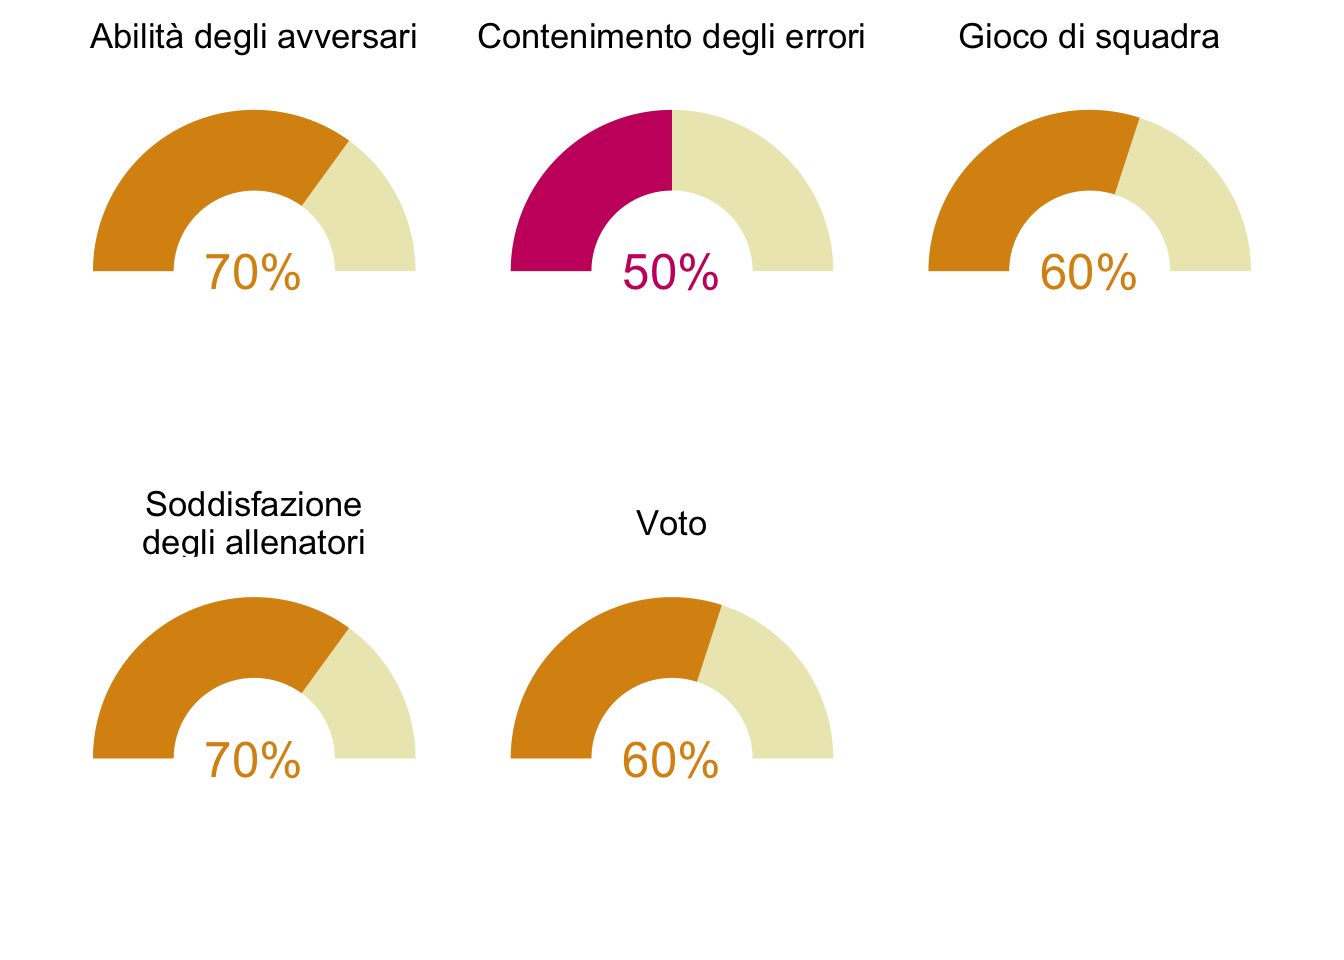 Abilità degli avversari
Contenimento degli errori
Gioco di squadra
70%
50%
60%
Soddisfazione
degli allenatori
Voto
70%
60%